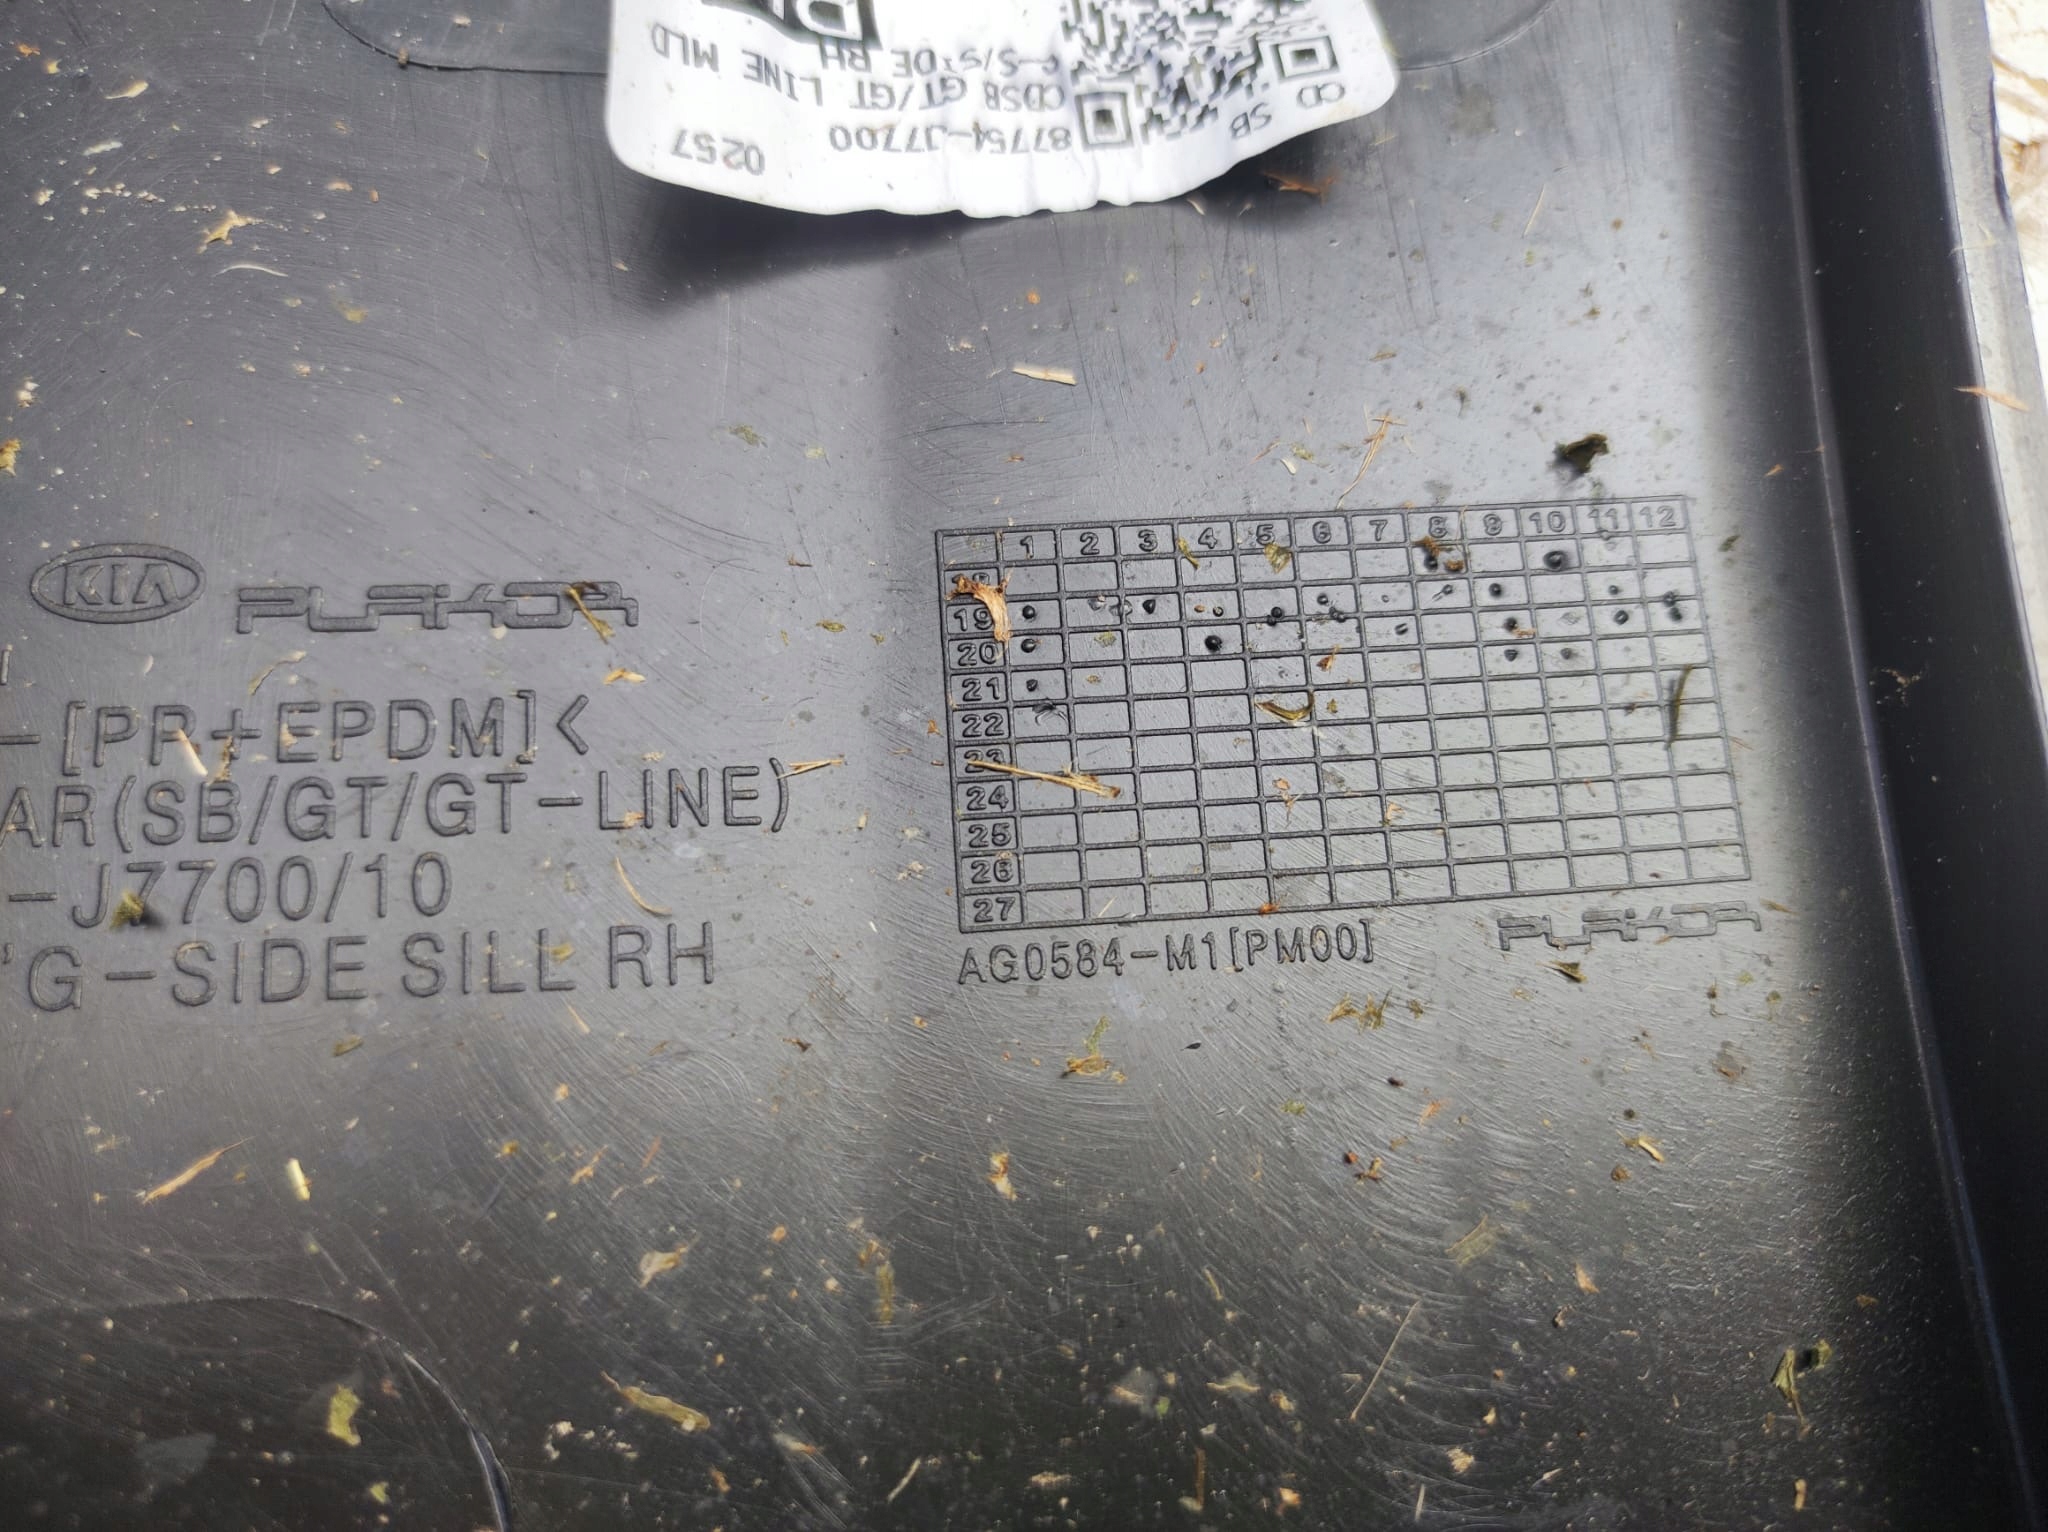 CD
SB
87754-J7700
0257
CDSB GT/GT LINE MLD
KIA PLAKOR
-[PP+EPDM]<
AR(SB/GT/GT-LINE)
-J7700/10
'G-SIDE SILL RH
1 2 3 4 5 6 7 8 9 10 11 12
19
20
21
22
23
24
25
26
27
AG0584-M1[PM00]
PLAKOR